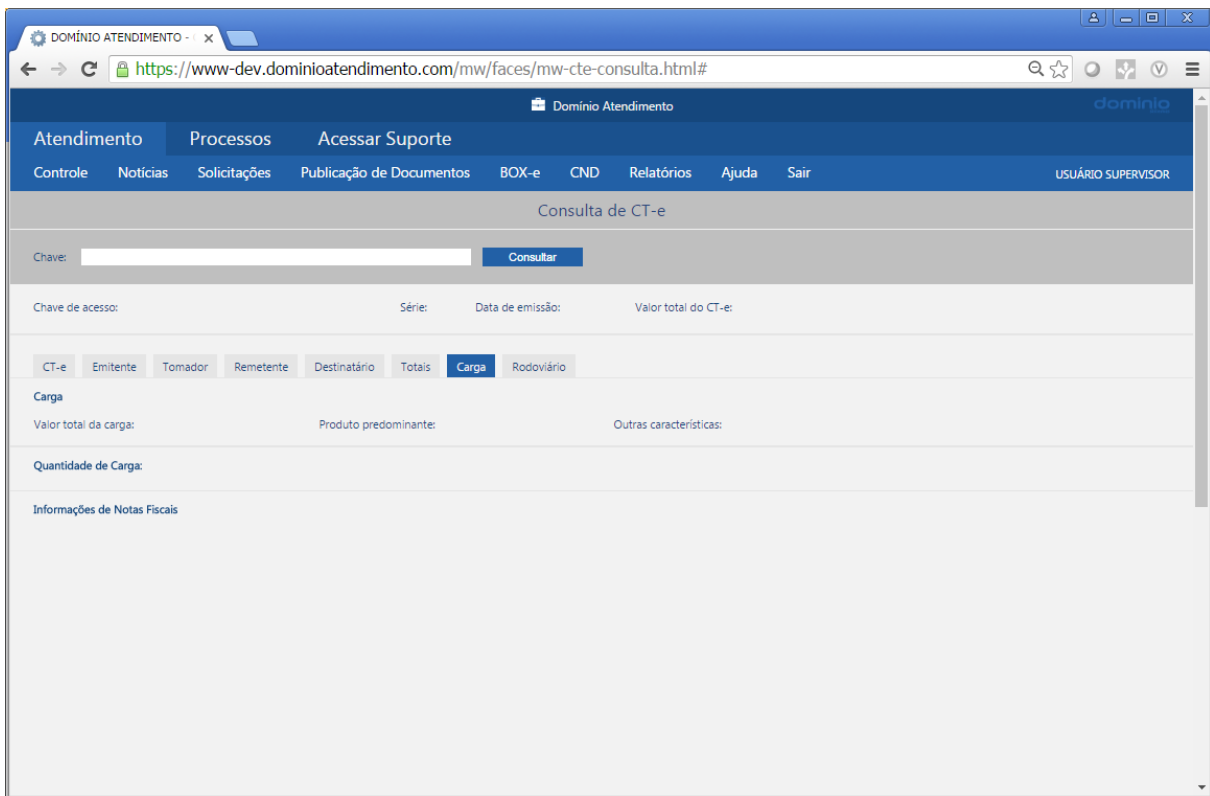 DOMÍNIO ATENDIMENTO -
https://www-dev.dominioatendimento.com/mw/faces/mw-cte-consulta.html#
Domínio Atendimento
domínio
Atendimento Processos Acessar Suporte
Controle Notícias Solicitações Publicação de Documentos BOX-e CND Relatórios Ajuda Sair USUÁRIO SUPERVISOR
Consulta de CT-e
Chave: Consultar
Chave de acesso: Série: Data de emissão: Valor total do CT-e:
CT-e Emitente Tomador Remetente Destinatário Totais Carga Rodoviário
Carga
Valor total da carga: Produto predominante: Outras características:
Quantidade de Carga:
Informações de Notas Fiscais